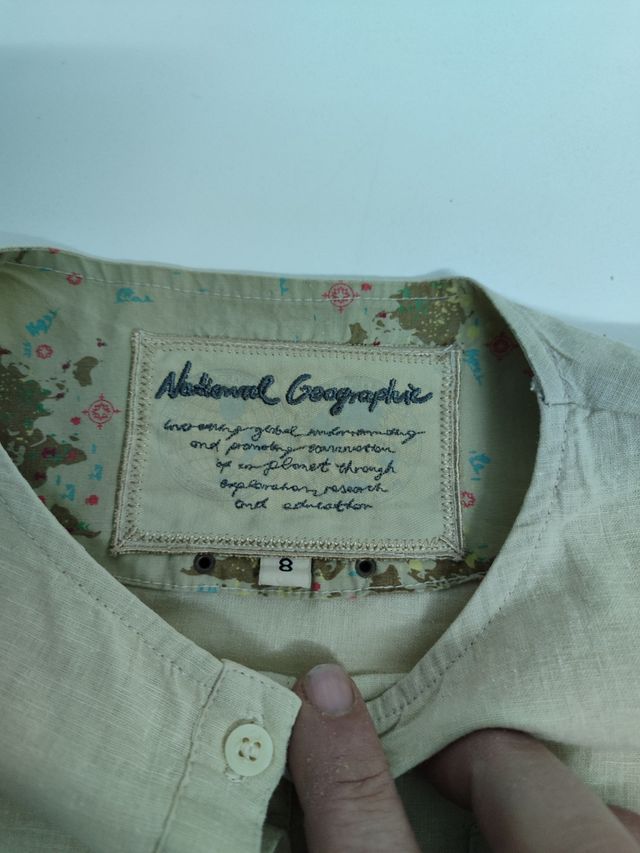 National Geographic
increasing global understanding
and promoting conservation
of our planet through
exploration, research
and education
8